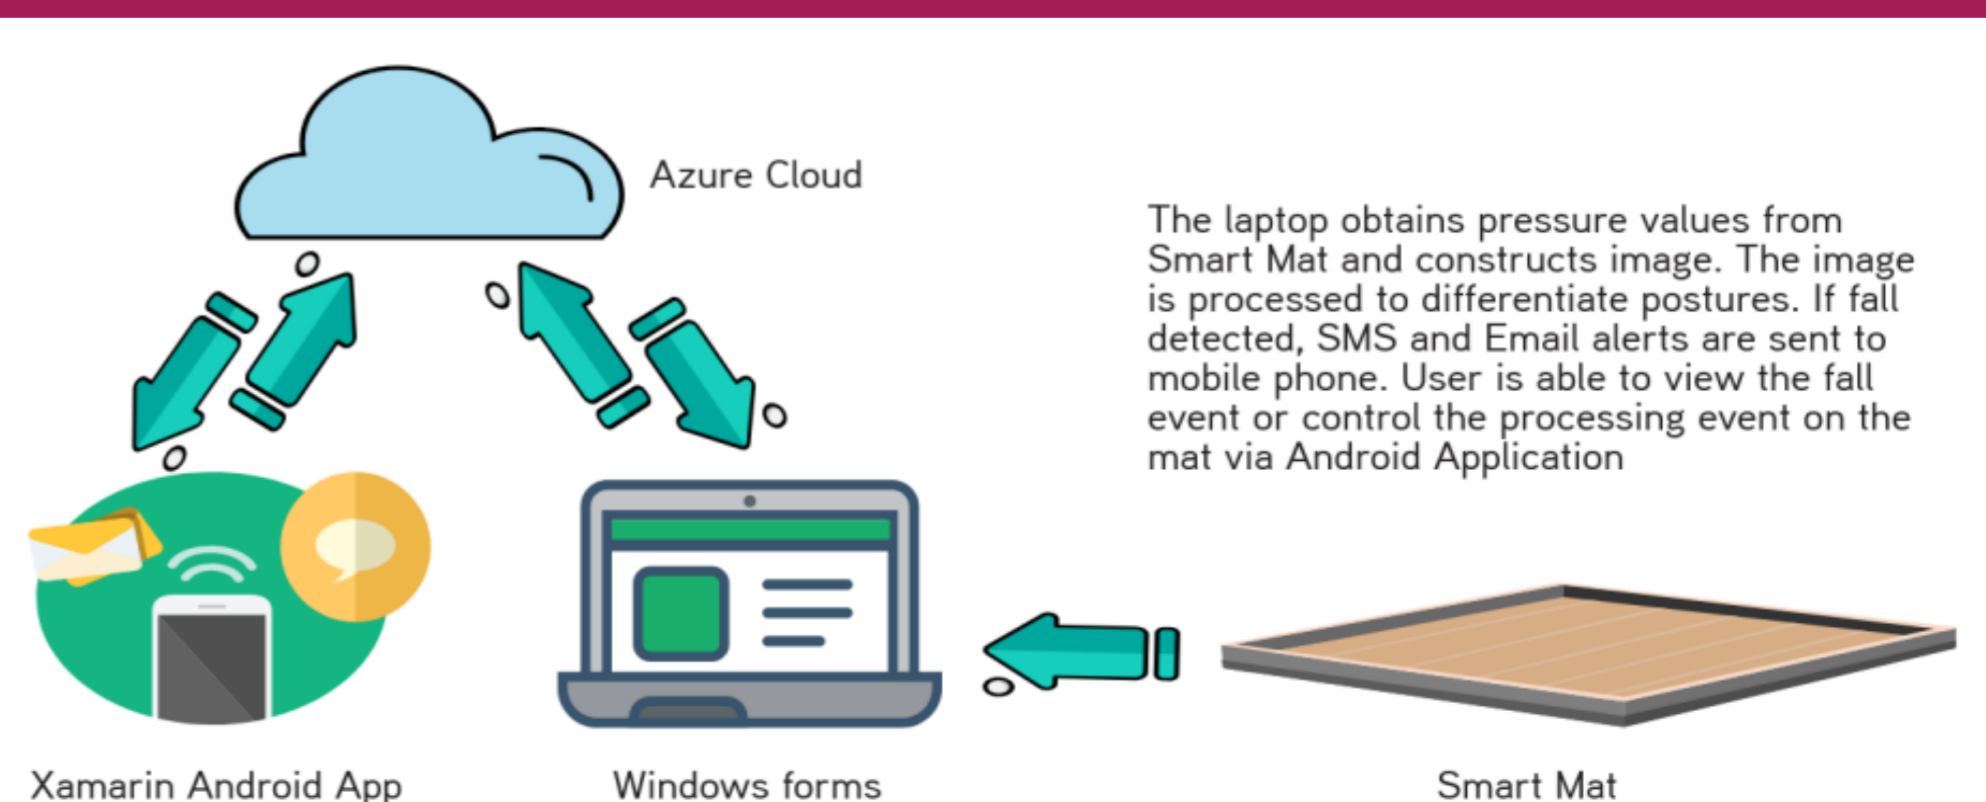 Azure Cloud
The laptop obtains pressure values from
Smart Mat and constructs image. The image
is processed to differentiate postures. If fall
detected, SMS and Email alerts are sent to
mobile phone. User is able to view the fall
event or control the processing event on the
mat via Android Application
Xamarin Android App
Windows forms
Smart Mat